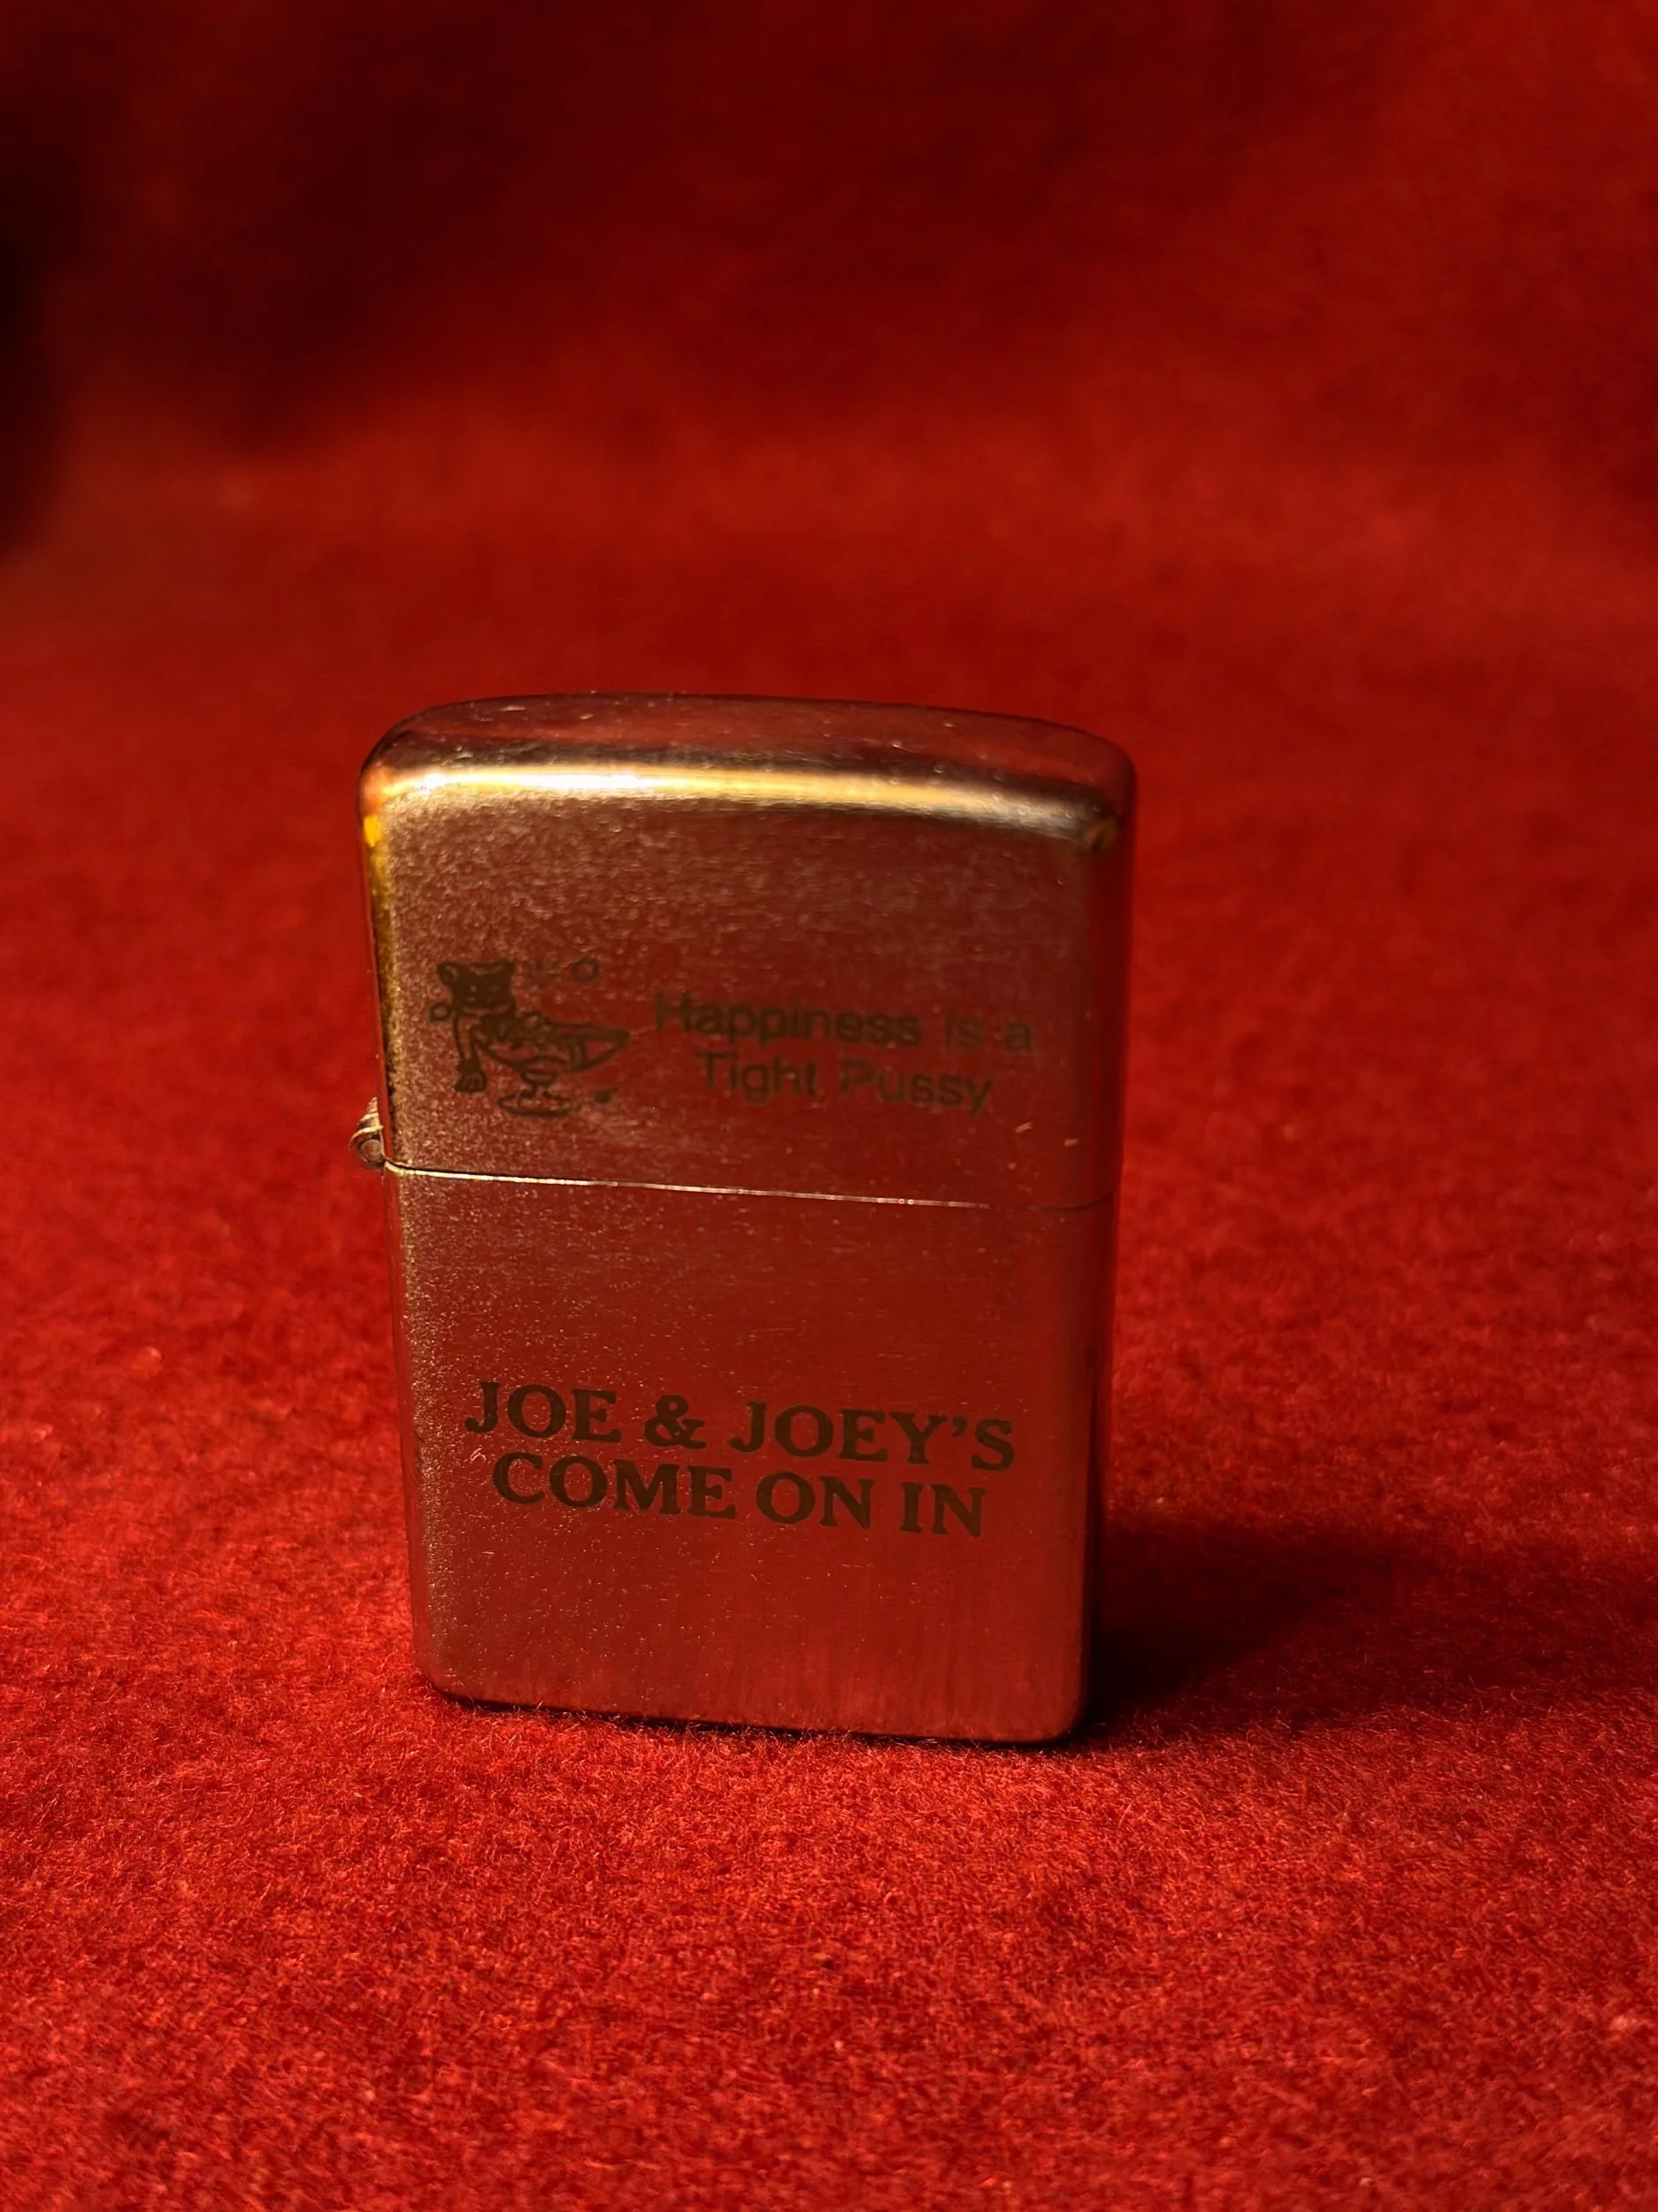 Happiness is a
Tight Pussy
JOE & JOEY'S
COME ON IN